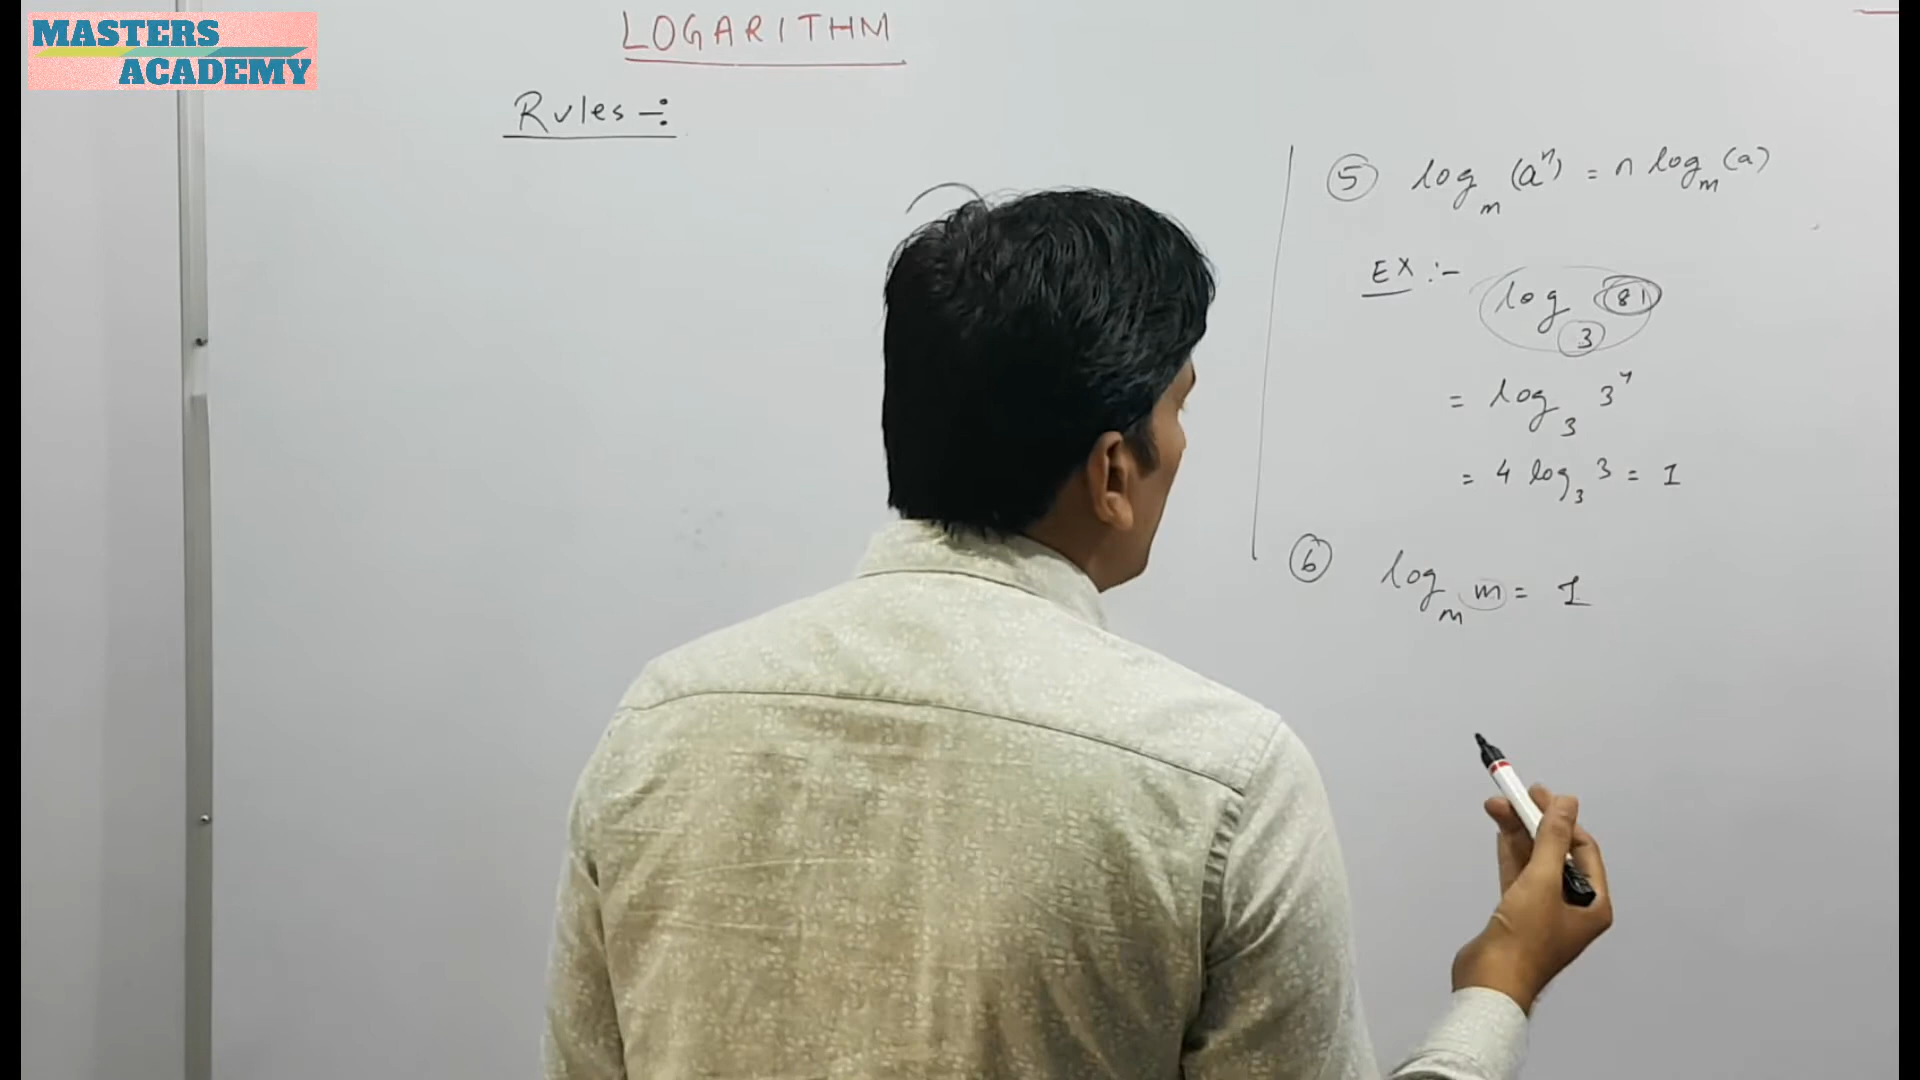 MASTERS
ACADEMY
LOGARITHM
Rules -:
⑤ log_m (a^n) = n log_m (a)
EX :- log_3 81
= log_3 3^4
= 4 log_3 3 = 1
⑥ log_m m = 1